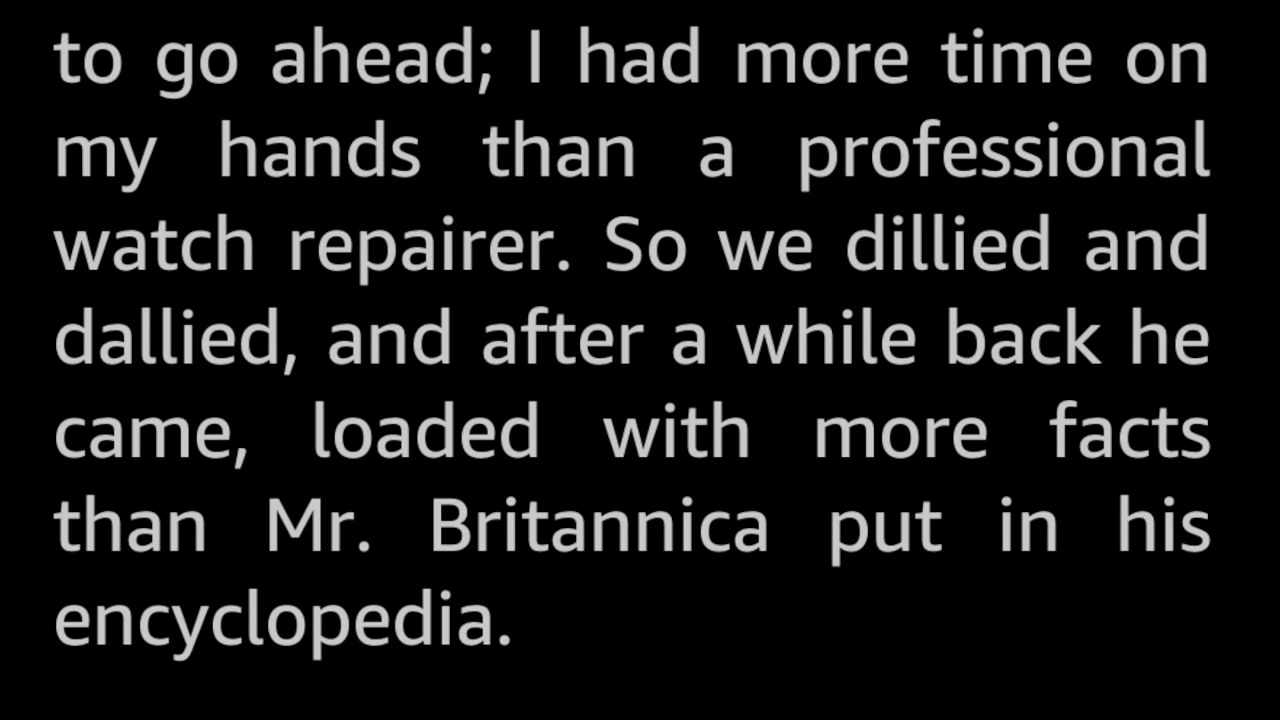 to go ahead; I had more time on
my hands than a professional
watch repairer. So we dillied and
dallied, and after a while back he
came, loaded with more facts
than Mr. Britannica put in his
encyclopedia.